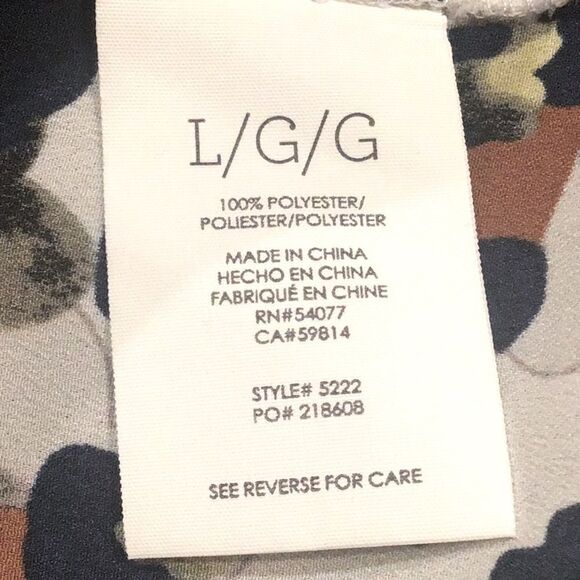 L/G/G
100% POLYESTER/
POLIESTER/POLYESTER
MADE IN CHINA
HECHO EN CHINA
FABRIQUÉ EN CHINE
RN#54077
CA#59814
STYLE# 5222
PO# 218608
SEE REVERSE FOR CARE